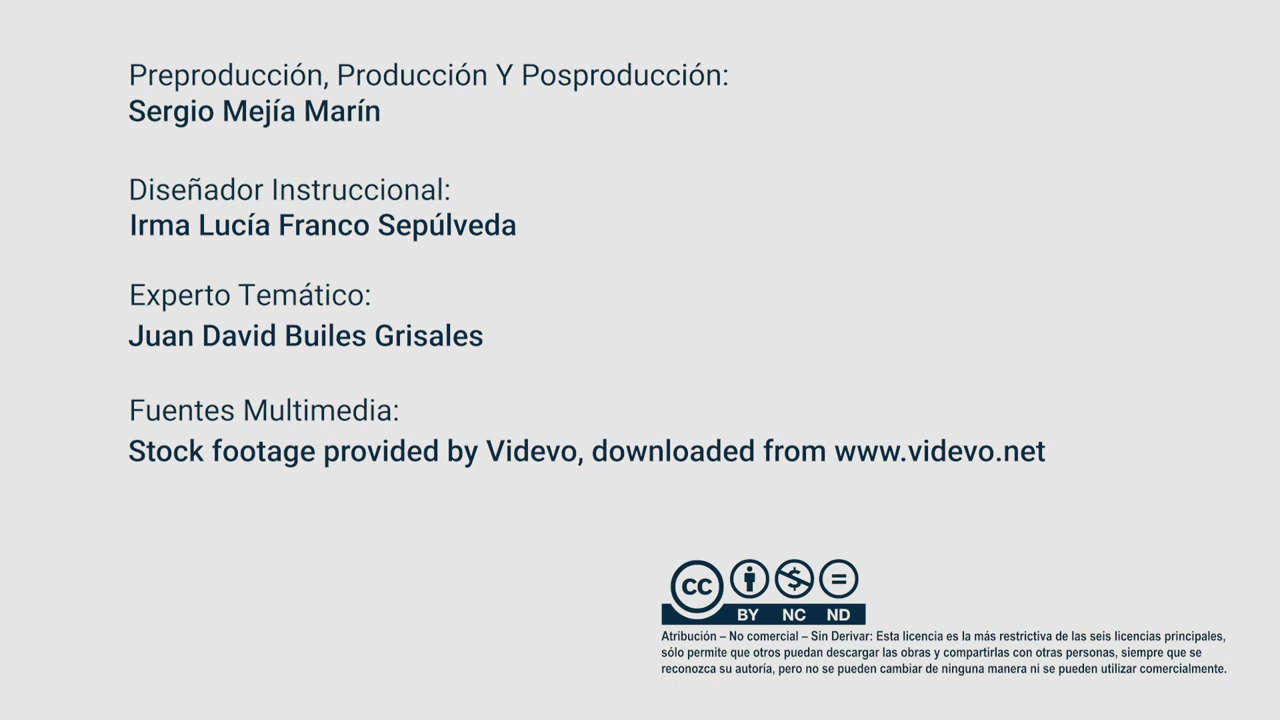 Preproducción, Producción Y Posproducción:
Sergio Mejía Marín
Diseñador Instruccional:
Irma Lucía Franco Sepúlveda
Experto Temático:
Juan David Builes Grisales
Fuentes Multimedia:
Stock footage provided by Videvo, downloaded from www.videvo.net
cc
BY NC ND
Atribución – No comercial – Sin Derivar: Esta licencia es la más restrictiva de las seis licencias principales,
sólo permite que otros puedan descargar las obras y compartirlas con otras personas, siempre que se
reconozca su autoría, pero no se pueden cambiar de ninguna manera ni se pueden utilizar comercialmente.